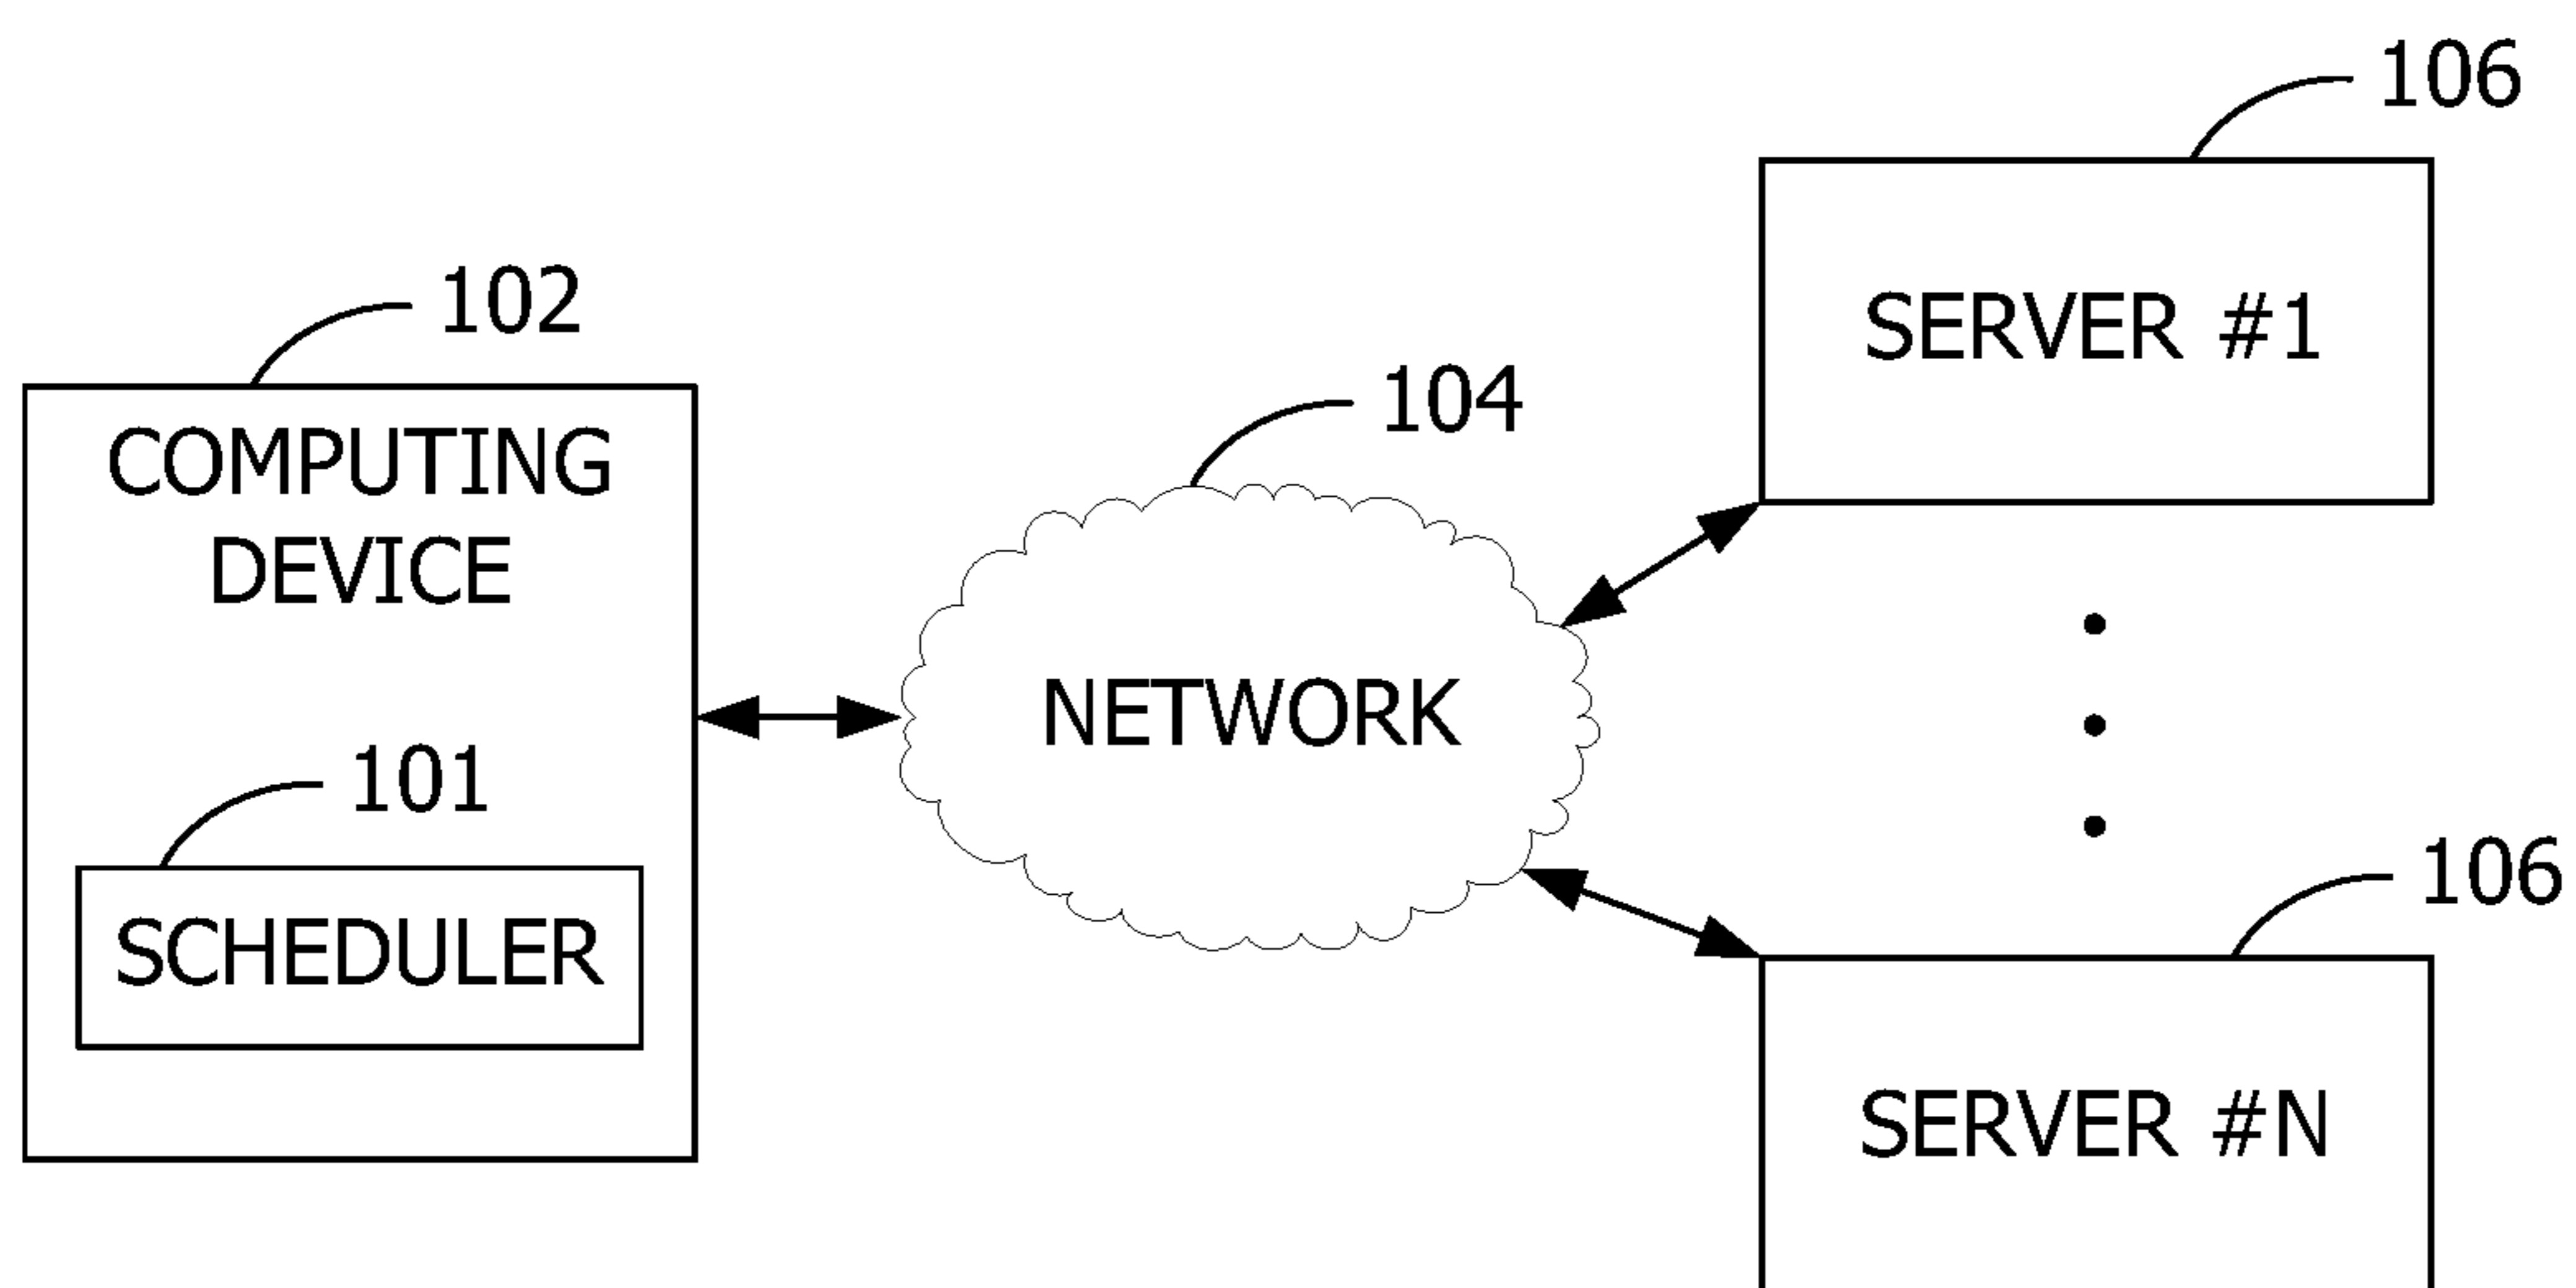 106
SERVER #1
102
COMPUTING
DEVICE
104
NETWORK
101
SCHEDULER
106
SERVER #N